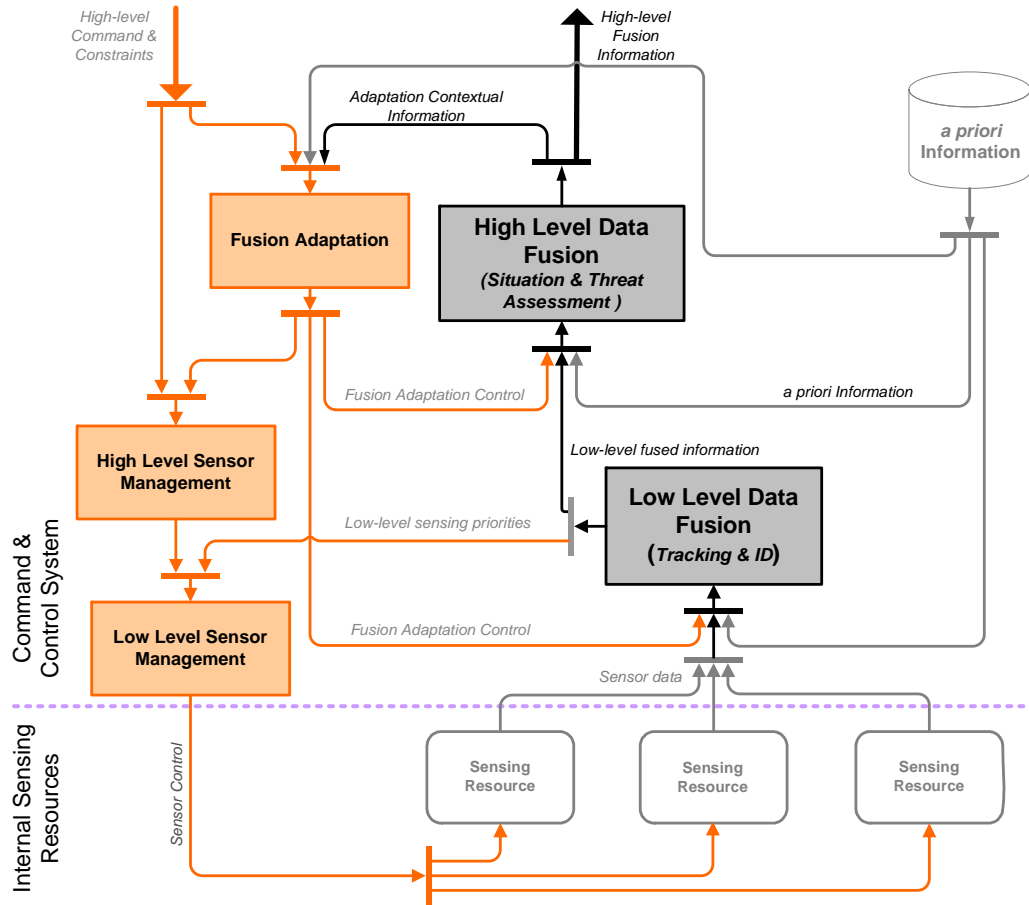 High-level
Command &
Constraints
High-level
Fusion
Information
Adaptation Contextual
Information
a priori
Information
Fusion Adaptation
High Level Data
Fusion
(Situation & Threat
Assessment )
Fusion Adaptation Control
a priori Information
High Level Sensor
Management
Low-level fused information
Low Level Data
Fusion
(Tracking & ID)
Low-level sensing priorities
Low Level Sensor
Management
Fusion Adaptation Control
Sensor data
Command &
Control System
Internal Sensing
Resources
Sensor Control
Sensing
Resource
Sensing
Resource
Sensing
Resource